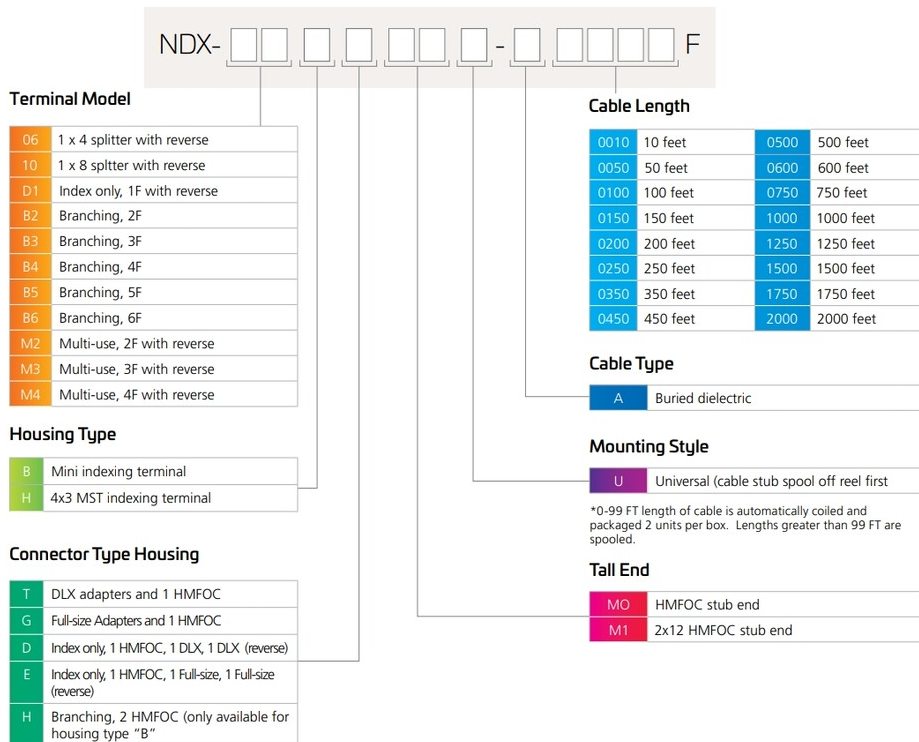 NDX- - F
Terminal Model
06 1 x 4 splitter with reverse
10 1 x 8 spltter with reverse
D1 Index only, 1F with reverse
B2 Branching, 2F
B3 Branching, 3F
B4 Branching, 4F
B5 Branching, 5F
B6 Branching, 6F
M2 Multi-use, 2F with reverse
M3 Multi-use, 3F with reverse
M4 Multi-use, 4F with reverse
Housing Type
B Mini indexing terminal
H 4x3 MST indexing terminal
Connector Type Housing
T DLX adapters and 1 HMFOC
G Full-size Adapters and 1 HMFOC
D Index only, 1 HMFOC, 1 DLX, 1 DLX (reverse)
E Index only, 1 HMFOC, 1 Full-size, 1 Full-size
(reverse)
H Branching, 2 HMFOC (only available for
housing type “B”
Cable Length
0010 10 feet 0500 500 feet
0050 50 feet 0600 600 feet
0100 100 feet 0750 750 feet
0150 150 feet 1000 1000 feet
0200 200 feet 1250 1250 feet
0250 250 feet 1500 1500 feet
0350 350 feet 1750 1750 feet
0450 450 feet 2000 2000 feet
Cable Type
A Buried dielectric
Mounting Style
U Universal (cable stub spool off reel first
*0-99 FT length of cable is automatically coiled and
packaged 2 units per box. Lengths greater than 99 FT are
spooled.
Tall End
MO HMFOC stub end
M1 2x12 HMFOC stub end